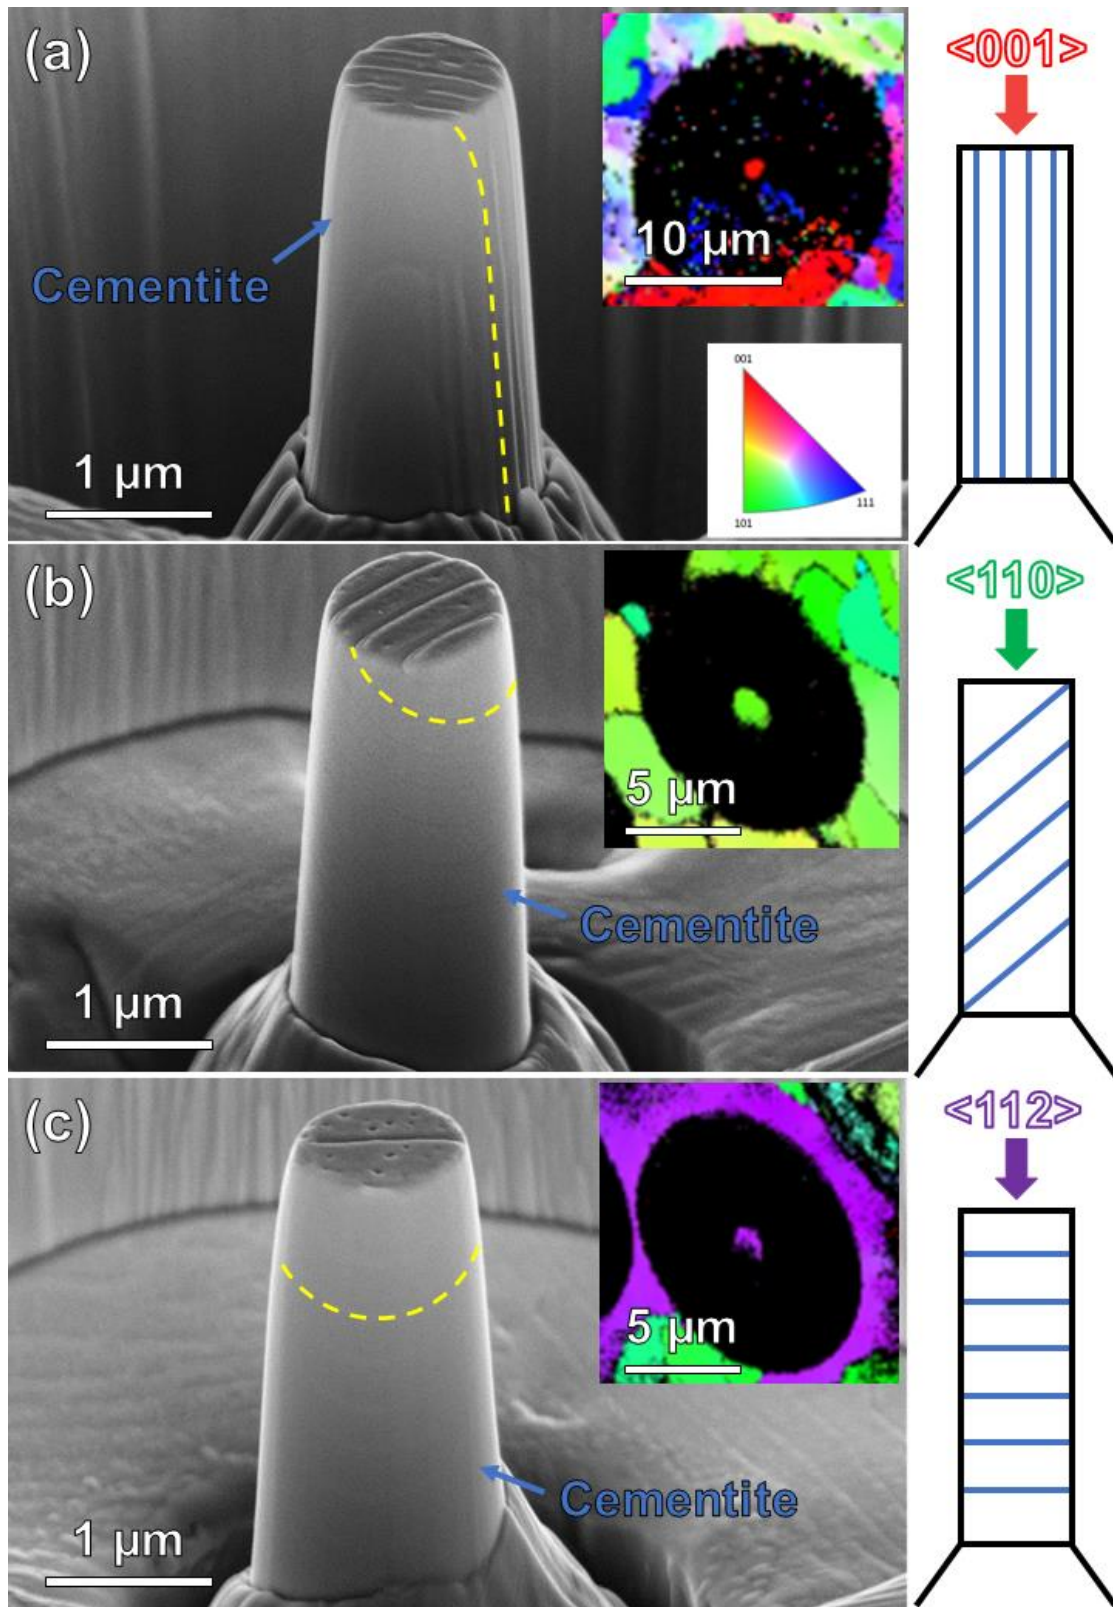 (a)
<001>
10 μm
Cementite
001
1 μm
101
111
(b)
<110>
5 μm
Cementite
1 μm
(c)
<112>
5 μm
Cementite
1 μm